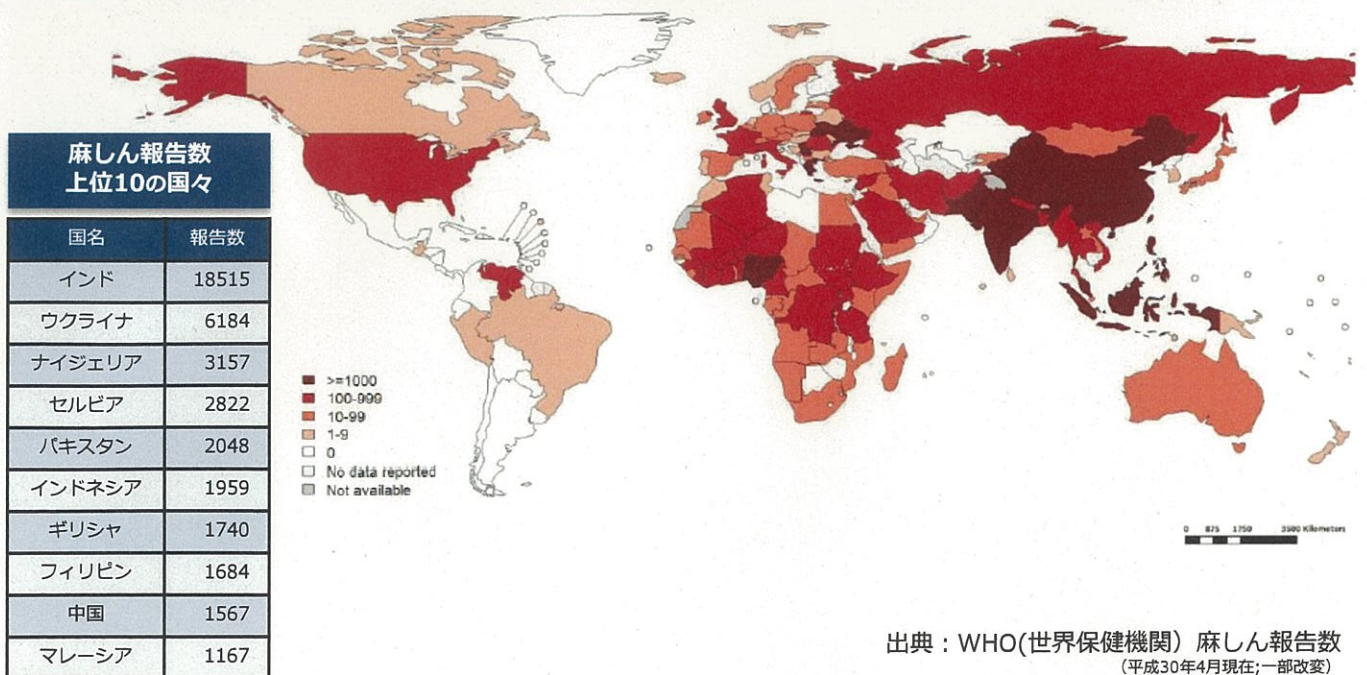 麻しん報告数
上位10の国々
国名 報告数
インド 18515
ウクライナ 6184
ナイジェリア 3157
セルビア 2822
パキスタン 2048
インドネシア 1959
ギリシャ 1740
フィリピン 1684
中国 1567
マレーシア 1167
>=1000
100-999
10-99
1-9
0
No data reported
Not available
0 875 1750 3500 Kilometers
出典：WHO(世界保健機関）麻しん報告数
（平成30年4月現在;一部改変）